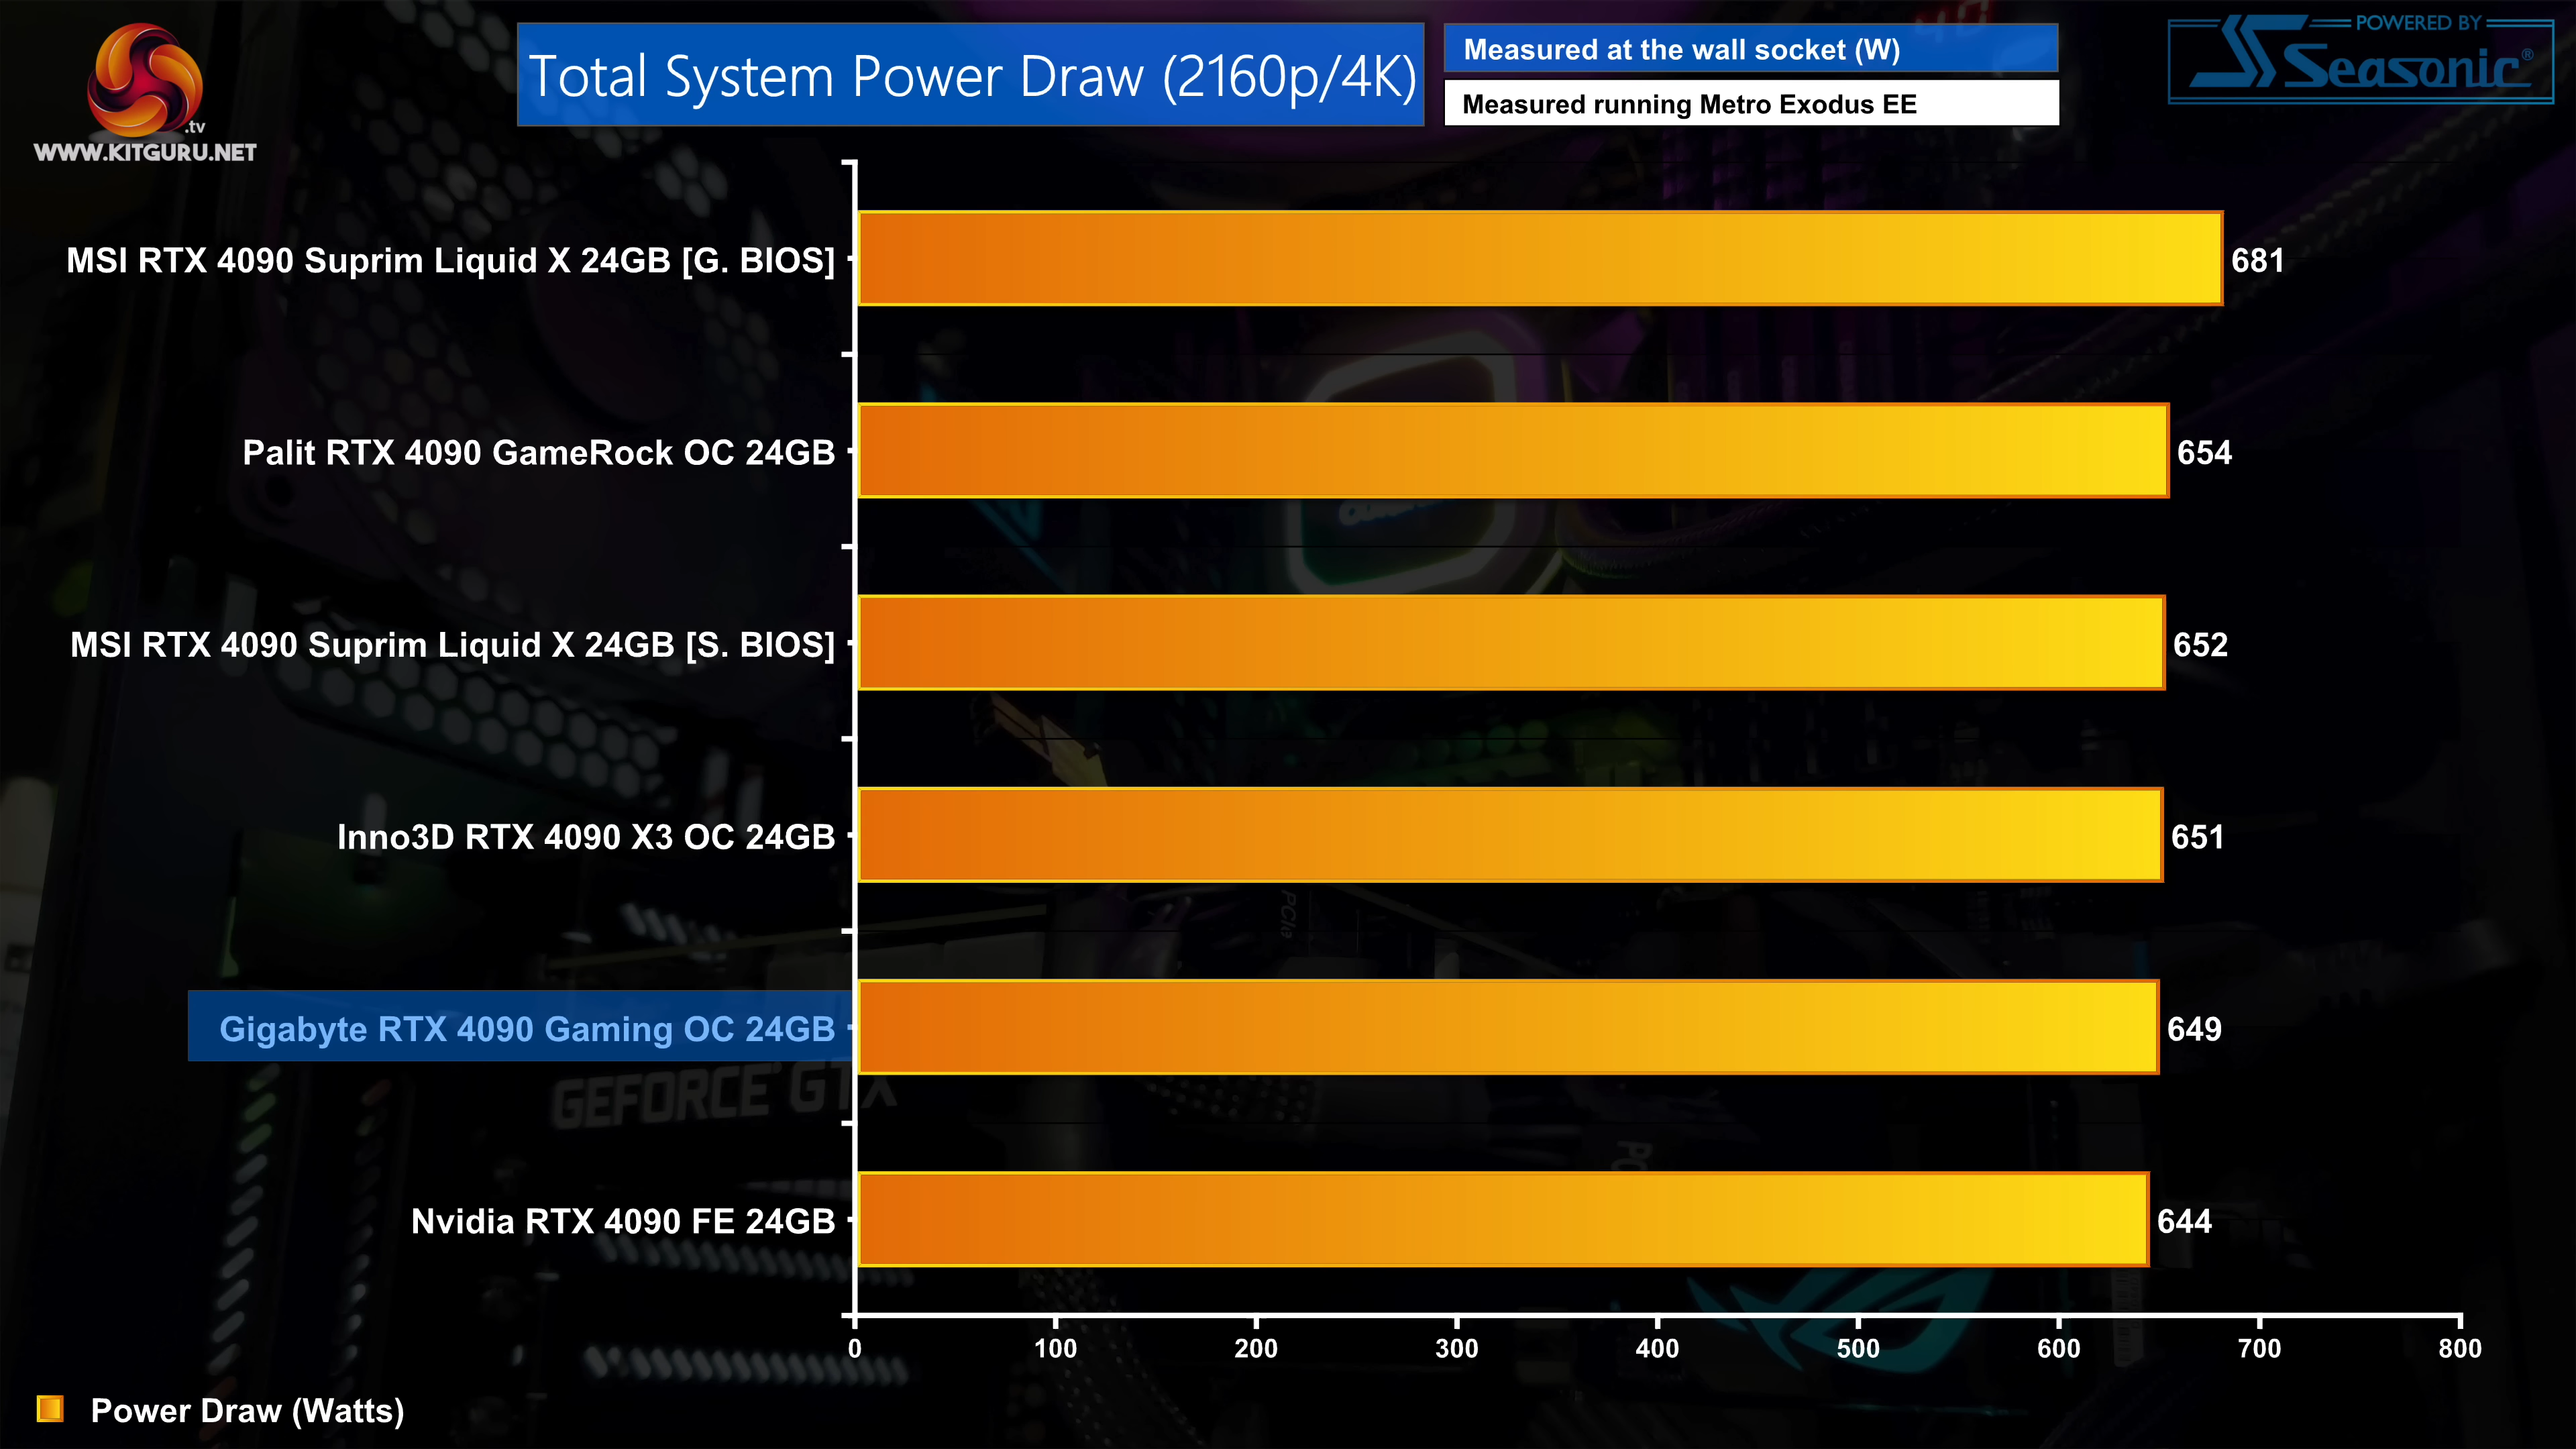 .tv
WWW.KITGURU.NET
Total System Power Draw (2160p/4K)
Measured at the wall socket (W)
Measured running Metro Exodus EE
POWERED BY
Seasonic®
MSI RTX 4090 Suprim Liquid X 24GB [G. BIOS]
681
Palit RTX 4090 GameRock OC 24GB
654
MSI RTX 4090 Suprim Liquid X 24GB [S. BIOS]
652
Inno3D RTX 4090 X3 OC 24GB
651
PCIe
Gigabyte RTX 4090 Gaming OC 24GB
649
GEFORCE GTX
Nvidia RTX 4090 FE 24GB
644
0 100 200 300 400 500 600 700 800
Power Draw (Watts)